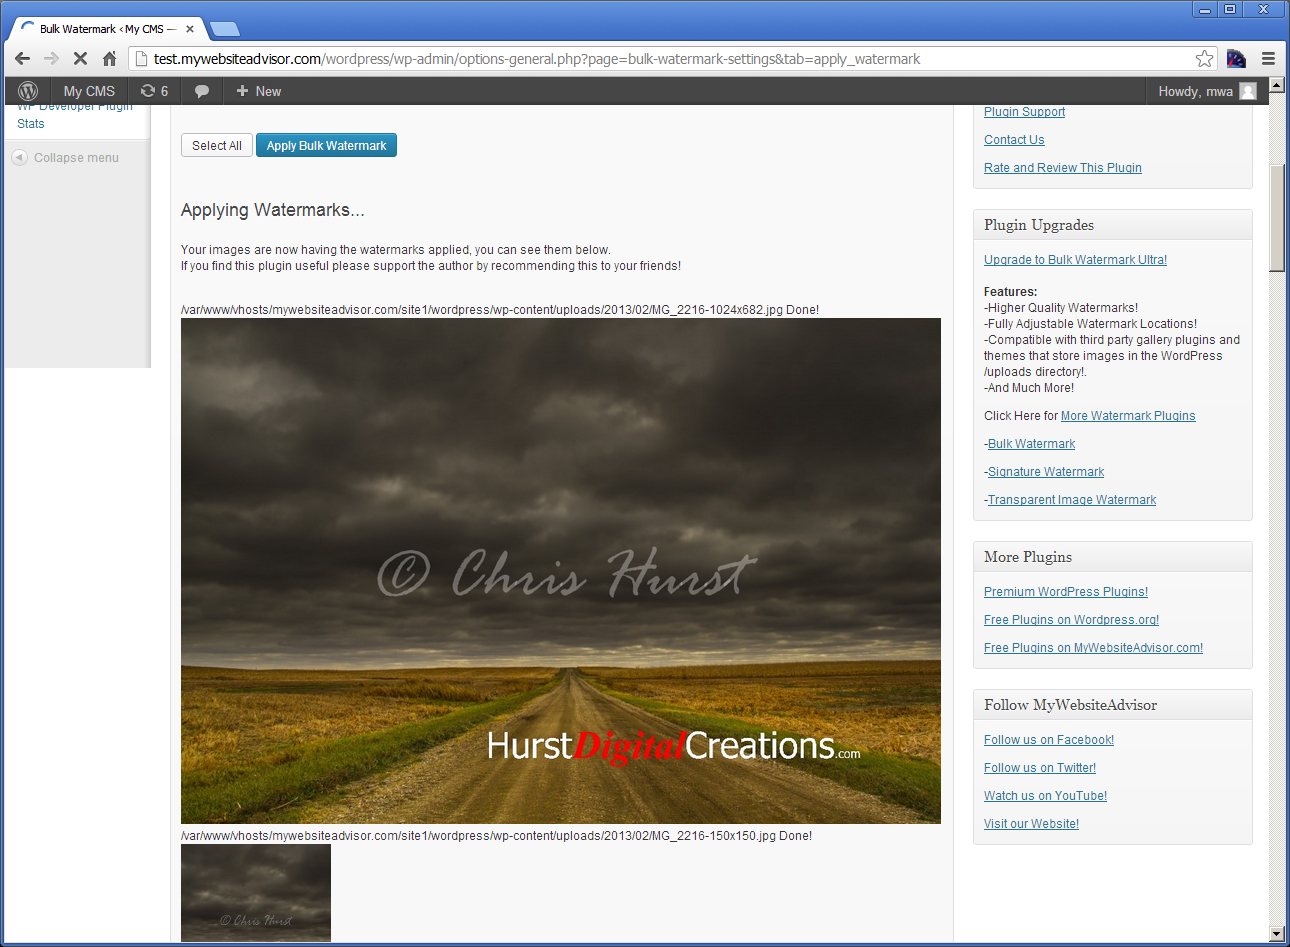 Bulk Watermark ‹ My CMS —
test.mywebsiteadvisor.com/wordpress/wp-admin/options-general.php?page=bulk-watermark-settings&tab=apply_watermark
My CMS 6 New Howdy, mwa
WP Developer Plugin
Stats
Collapse menu
Select All Apply Bulk Watermark
Applying Watermarks...
Your images are now having the watermarks applied, you can see them below.
If you find this plugin useful please support the author by recommending this to your friends!
/var/www/vhosts/mywebsiteadvisor.com/site1/wordpress/wp-content/uploads/2013/02/MG_2216-1024x682.jpg Done!
© Chris Hurst
HurstDigitalCreations.com
/var/www/vhosts/mywebsiteadvisor.com/site1/wordpress/wp-content/uploads/2013/02/MG_2216-150x150.jpg Done!
© Chris Hurst
Plugin Support
Contact Us
Rate and Review This Plugin
Plugin Upgrades
Upgrade to Bulk Watermark Ultra!
Features:
-Higher Quality Watermarks!
-Fully Adjustable Watermark Locations!
-Compatible with third party gallery plugins and
themes that store images in the WordPress
/uploads directory!.
-And Much More!
Click Here for More Watermark Plugins
-Bulk Watermark
-Signature Watermark
-Transparent Image Watermark
More Plugins
Premium WordPress Plugins!
Free Plugins on Wordpress.org!
Free Plugins on MyWebsiteAdvisor.com!
Follow MyWebsiteAdvisor
Follow us on Facebook!
Follow us on Twitter!
Watch us on YouTube!
Visit our Website!